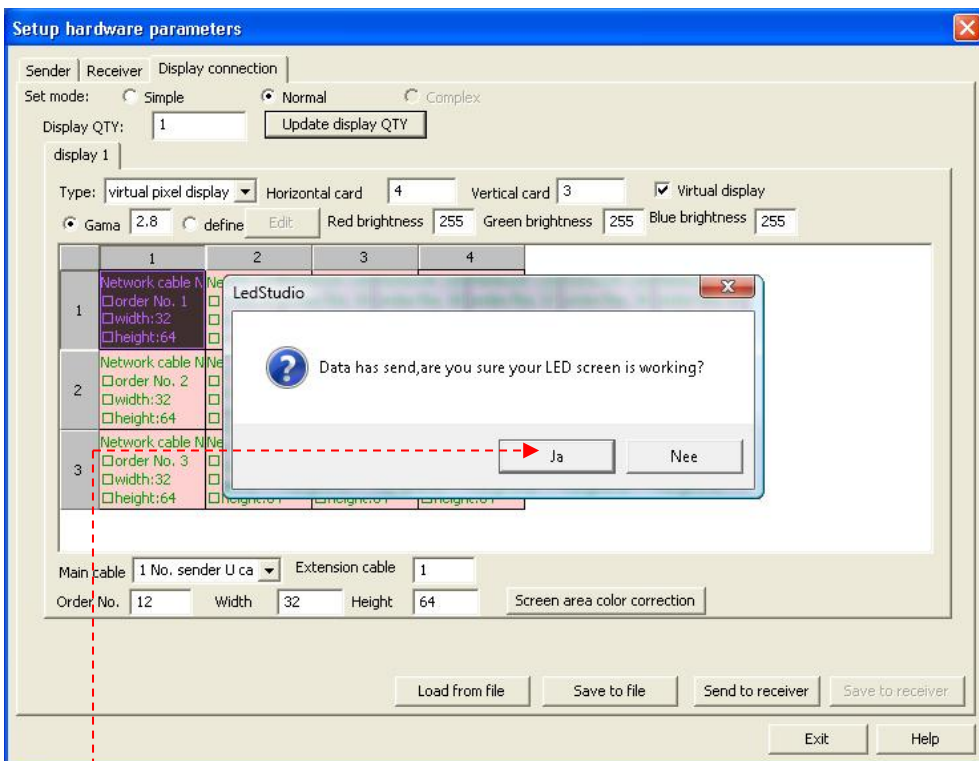 Setup hardware parameters
Sender Receiver Display connection
Set mode: Simple Normal Complex
Display QTY: 1 Update display QTY
display 1
Type: virtual pixel display Horizontal card 4 Vertical card 3 Virtual display
Gama 2.8 define Edit Red brightness 255 Green brightness 255 Blue brightness 255
1 2 3 4
1
Network cable N
order No. 1
width:32
height:64
2
Network cable N
order No. 2
width:32
height:64
3
Network cable N
order No. 3
width:32
height:64
LedStudio
Data has send,are you sure your LED screen is working?
Ja Nee
Main cable 1 No. sender U ca Extension cable 1
Order No. 12 Width 32 Height 64 Screen area color correction
Load from file Save to file Send to receiver Save to receiver
Exit Help